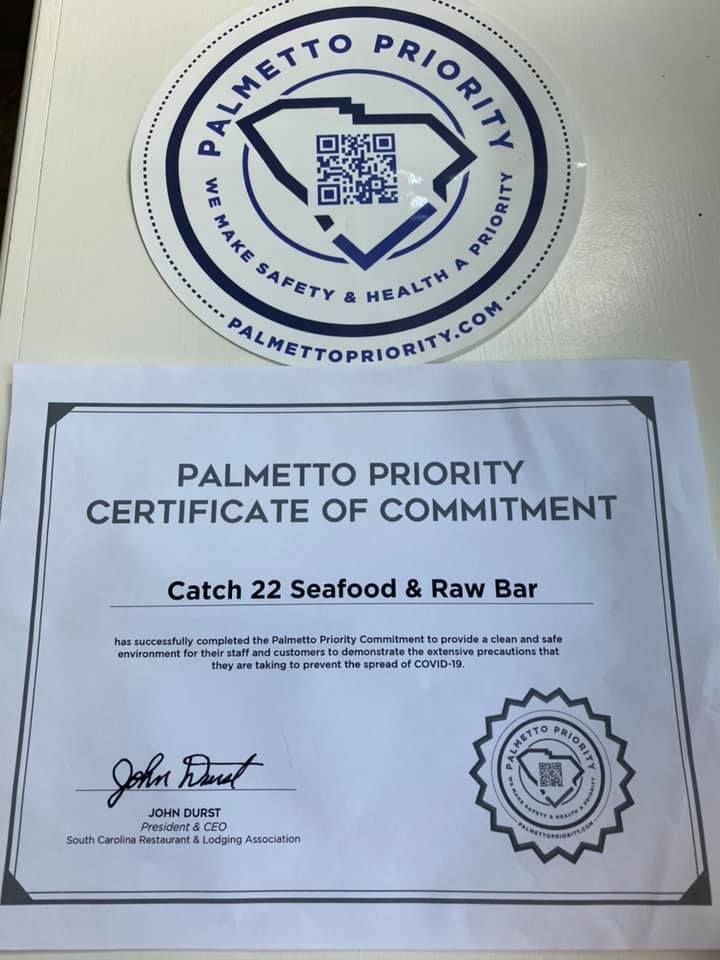 PALMETTO PRIORITY
WE MAKE SAFETY & HEALTH A PRIORITY
PALMETTOPRIORITY.COM
PALMETTO PRIORITY
CERTIFICATE OF COMMITMENT
Catch 22 Seafood & Raw Bar
has successfully completed the Palmetto Priority Commitment to provide a clean and safe
environment for their staff and customers to demonstrate the extensive precautions that
they are taking to prevent the spread of COVID-19.
John Durst
JOHN DURST
President & CEO
South Carolina Restaurant & Lodging Association
PALMETTO PRIORITY
WE MAKE SAFETY & HEALTH A PRIORITY
PALMETTOPRIORITY.COM